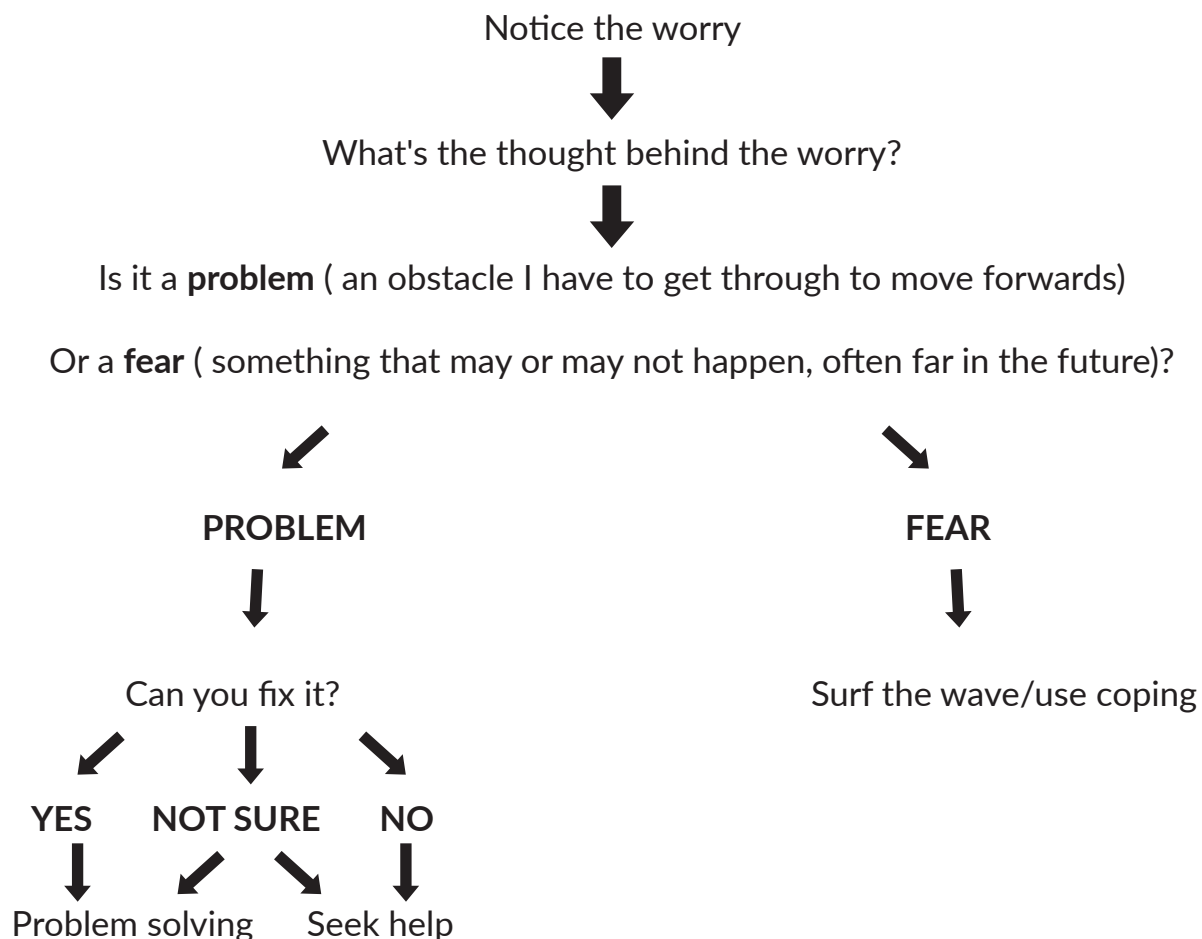 Notice the worry
What's the thought behind the worry?
Is it a problem ( an obstacle I have to get through to move forwards)
Or a fear ( something that may or may not happen, often far in the future)?
PROBLEM
FEAR
Can you fix it?
Surf the wave/use coping
YES
NOT SURE
NO
Problem solving
Seek help